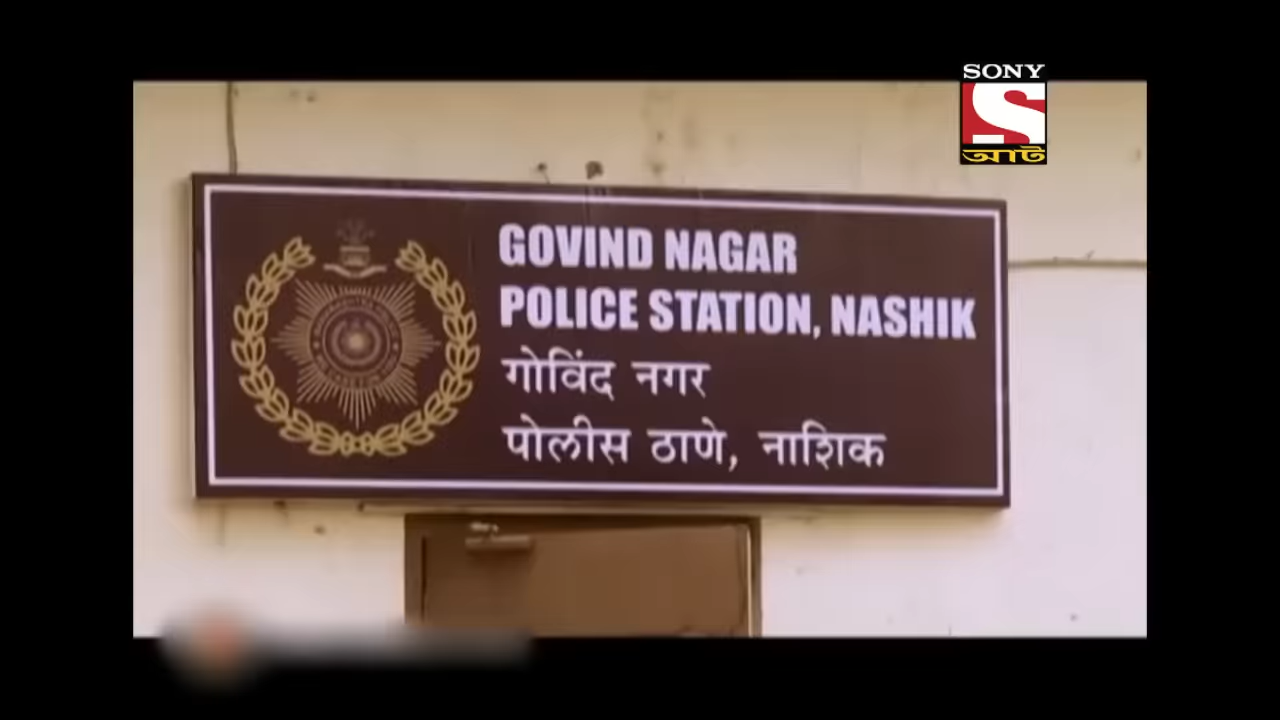 SONY
আট
GOVIND NAGAR
POLICE STATION, NASHIK
गोविंद नगर
पोलीस ठाणे, नाशिक